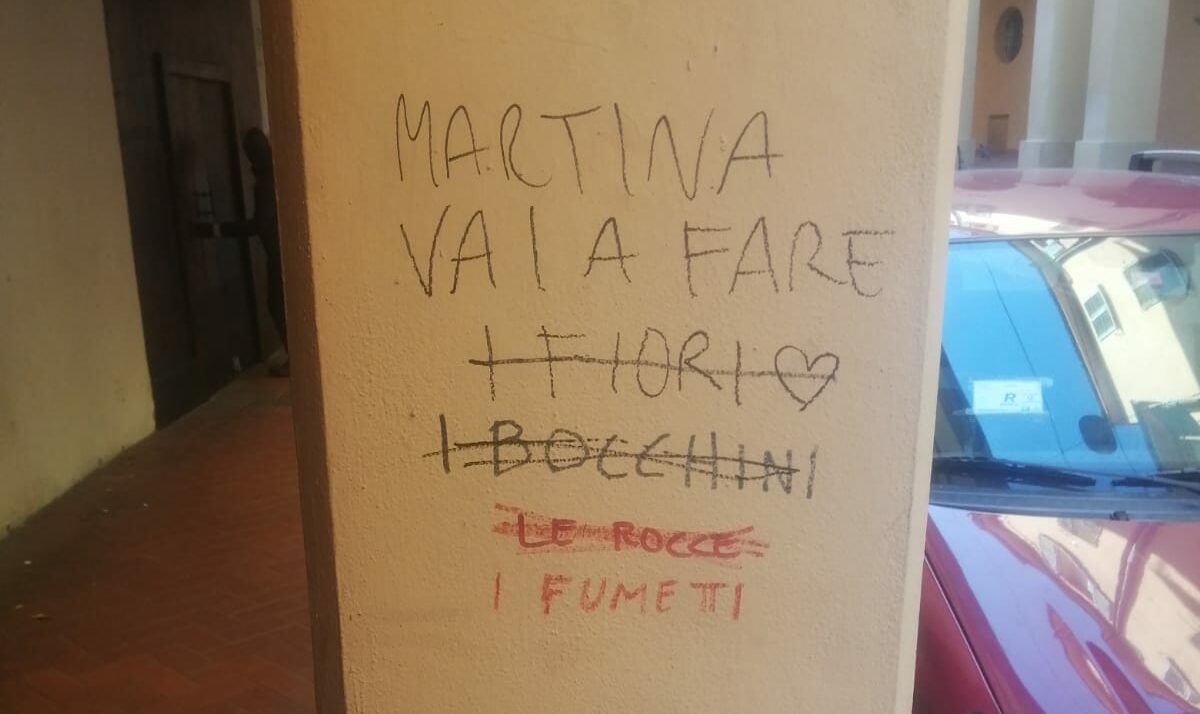 MARTINA
VAI A FARE
I FIORI ♡
I BOCCHINI
LE ROCCE
I FUMETTI
R